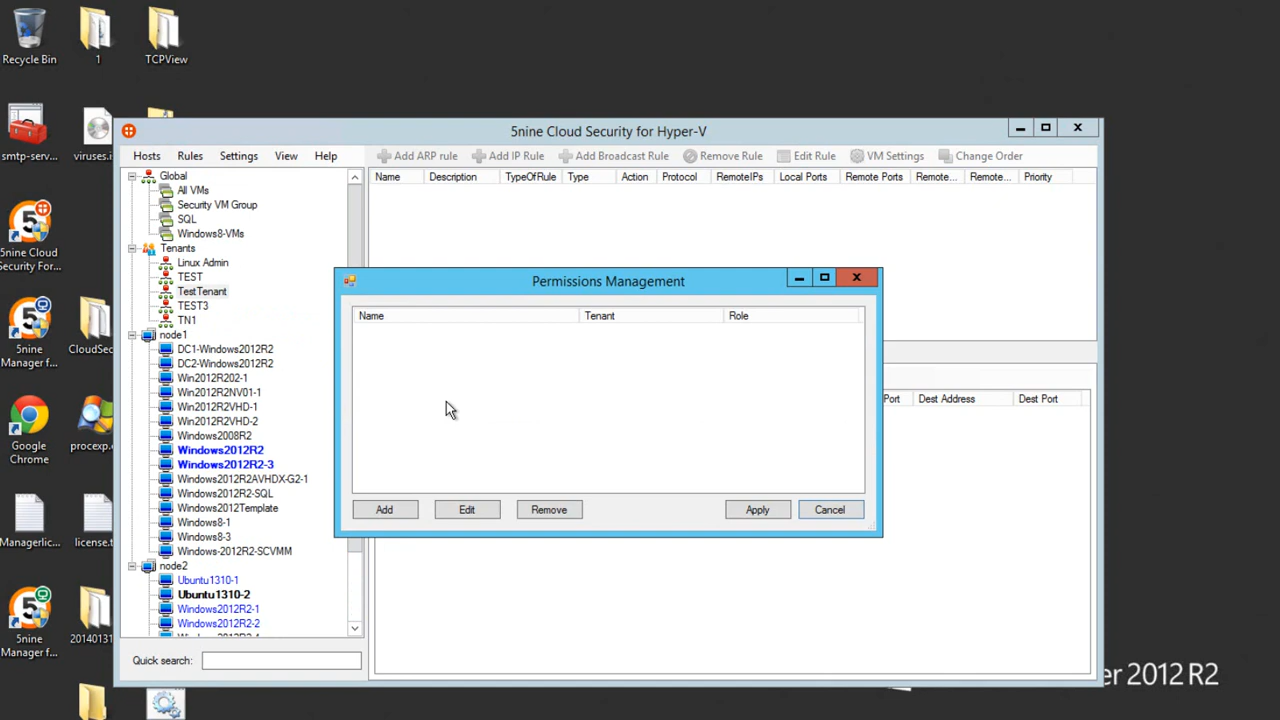 Recycle Bin
1
TCPView
smtp-serv...
viruses.i
5nine Cloud
Security For...
5nine
Manager f...
CloudSec
Google
Chrome
procexp.
Managerlic...
license.t
5nine
Manager f...
20140131
5nine Cloud Security for Hyper-V
Hosts Rules Settings View Help
Add ARP rule Add IP Rule Add Broadcast Rule Remove Rule Edit Rule VM Settings Change Order
Global
All VMs
Security VM Group
SQL
Windows8-VMs
Tenants
Linux Admin
TEST
TestTenant
TEST3
TN1
node1
DC1-Windows2012R2
DC2-Windows2012R2
Win2012R202-1
Win2012R2NV01-1
Win2012R2VHD-1
Win2012R2VHD-2
Windows2008R2
Windows2012R2
Windows2012R2-3
Windows2012R2AVHDX-G2-1
Windows2012R2-SQL
Windows2012Template
Windows8-1
Windows8-3
Windows-2012R2-SCVMM
node2
Ubuntu1310-1
Ubuntu1310-2
Windows2012R2-1
Windows2012R2-2
Quick search:
Name Description TypeOfRule Type Action Protocol RemoteIPs Local Ports Remote Ports Remote... Remote... Priority
Permissions Management
Name Tenant Role
Add Edit Remove Apply Cancel
Port Dest Address Dest Port
er 2012 R2